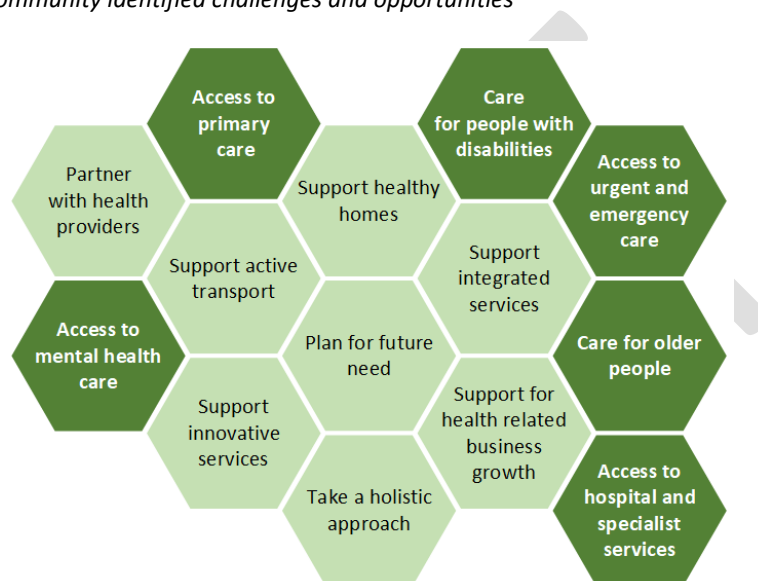 ommunity identified challenges and opportunities
Access to
primary
care
Care
for people with
disabilities
Partner
with health
providers
Support healthy
homes
Access to
urgent and
emergency
care
Support active
transport
Support
integrated
services
Access to
mental health
care
Plan for future
need
Care for older
people
Support
innovative
services
Support for
health related
business
growth
Take a holistic
approach
Access to
hospital and
specialist
services